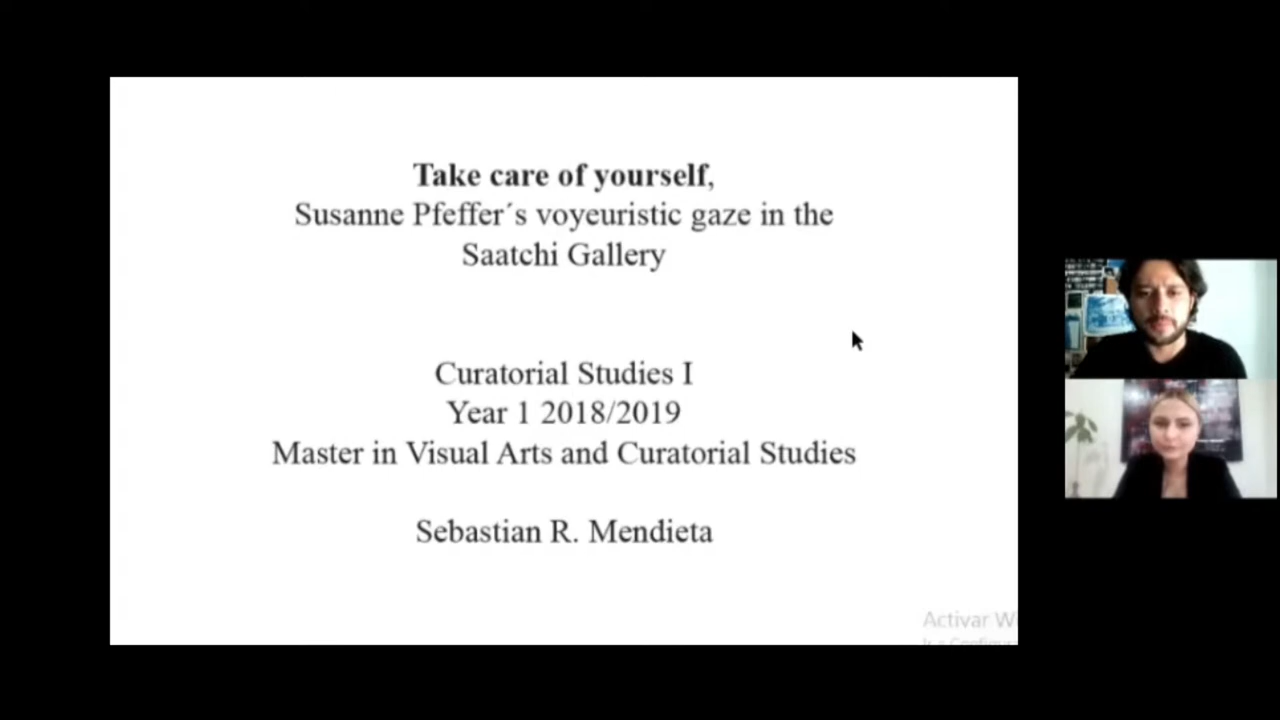 Take care of yourself,
Susanne Pfeffer´s voyeuristic gaze in the
Saatchi Gallery
Curatorial Studies I
Year 1 2018/2019
Master in Visual Arts and Curatorial Studies
Sebastian R. Mendieta
Activar W